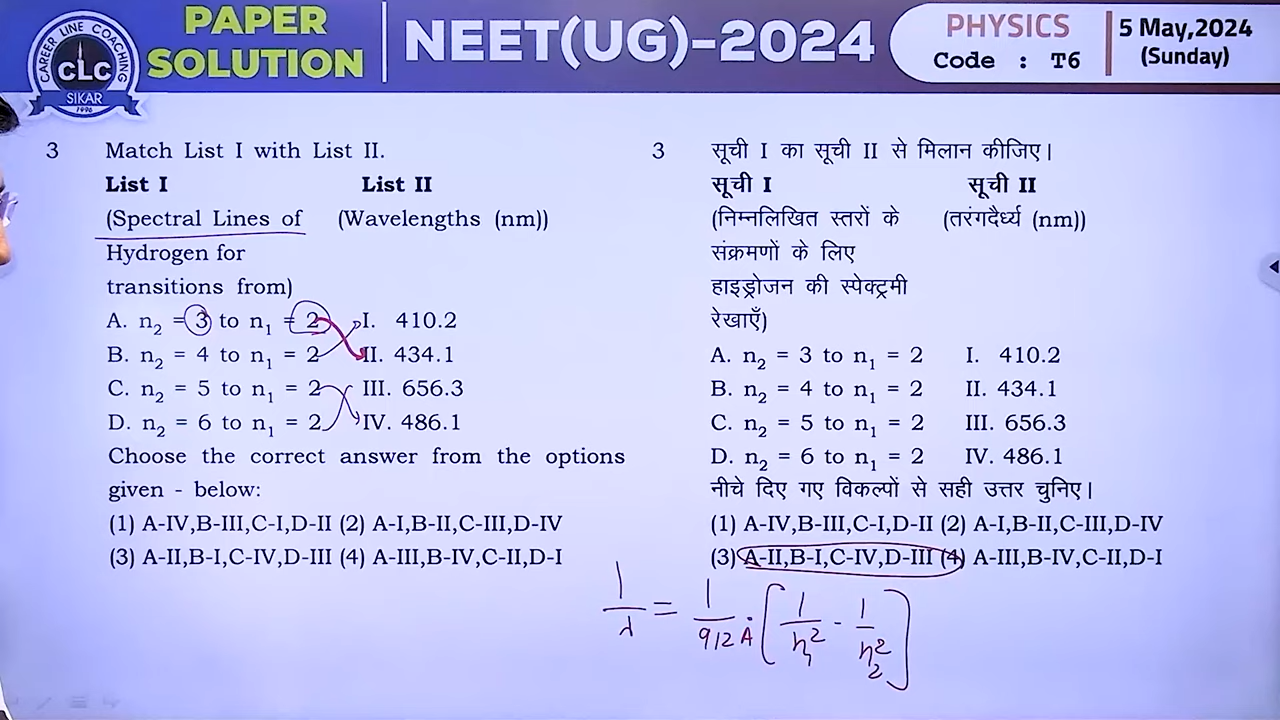 CAREER LINE COACHING
CLC
SIKAR
1996
PAPER
SOLUTION
NEET(UG)-2024
PHYSICS
Code : T6
5 May,2024
(Sunday)
3 Match List I with List II.
List I List II
(Spectral Lines of (Wavelengths (nm))
Hydrogen for
transitions from)
A. n₂ = 3 to n₁ = 2 I. 410.2
B. n₂ = 4 to n₁ = 2 II. 434.1
C. n₂ = 5 to n₁ = 2 III. 656.3
D. n₂ = 6 to n₁ = 2 IV. 486.1
Choose the correct answer from the options
given - below:
(1) A-IV,B-III,C-I,D-II (2) A-I,B-II,C-III,D-IV
(3) A-II,B-I,C-IV,D-III (4) A-III,B-IV,C-II,D-I
3 सूची I का सूची II से मिलान कीजिए।
सूची I सूची II
(निम्नलिखित स्तरों के (तरंगदैर्ध्य (nm))
संक्रमणों के लिए
हाइड्रोजन की स्पेक्ट्रमी
रेखाएँ)
A. n₂ = 3 to n₁ = 2 I. 410.2
B. n₂ = 4 to n₁ = 2 II. 434.1
C. n₂ = 5 to n₁ = 2 III. 656.3
D. n₂ = 6 to n₁ = 2 IV. 486.1
नीचे दिए गए विकल्पों से सही उत्तर चुनिए।
(1) A-IV,B-III,C-I,D-II (2) A-I,B-II,C-III,D-IV
(3) A-II,B-I,C-IV,D-III (4) A-III,B-IV,C-II,D-I
1/λ = 1/912 Å [1/n₁² - 1/n₂²]